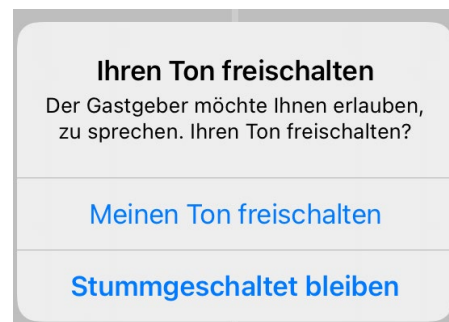 Ihren Ton freischalten
Der Gastgeber möchte Ihnen erlauben,
zu sprechen. Ihren Ton freischalten?
Meinen Ton freischalten
Stummgeschaltet bleiben